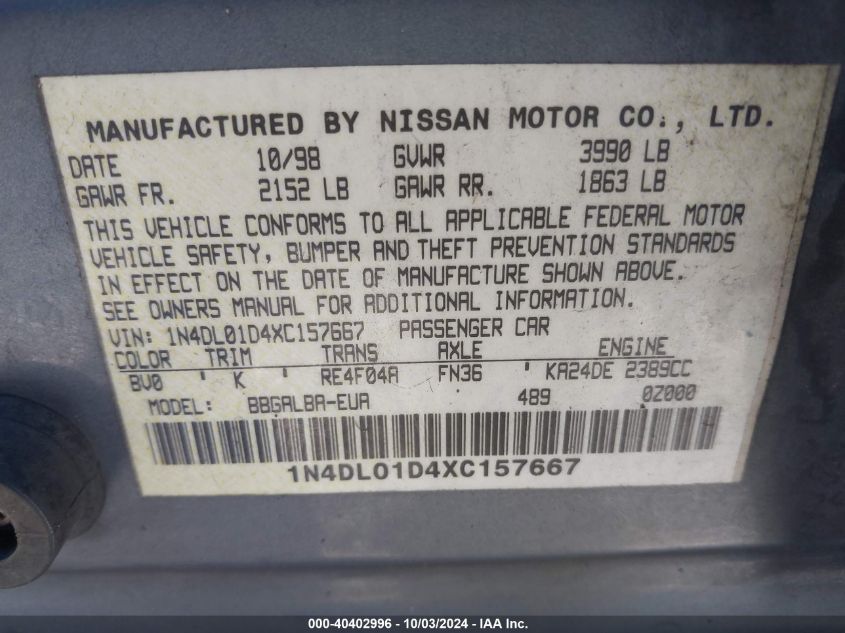 MANUFACTURED BY NISSAN MOTOR CO., LTD.
DATE 10/98 GVWR 3990 LB
GAWR FR. 2152 LB GAWR RR. 1863 LB
THIS VEHICLE CONFORMS TO ALL APPLICABLE FEDERAL MOTOR
VEHICLE SAFETY, BUMPER AND THEFT PREVENTION STANDARDS
IN EFFECT ON THE DATE OF MANUFACTURE SHOWN ABOVE.
SEE OWNERS MANUAL FOR ADDITIONAL INFORMATION.
VIN: 1N4DL01D4XC157667 PASSENGER CAR
COLOR TRIM TRANS AXLE ENGINE
BV0 ' K ' RE4F04A FN36 ' KA24DE 2389CC
MODEL: BBGALBA-EUA 489 0Z000
1N4DL01D4XC157667
000-40402996 - 10/03/2024 - IAA Inc.